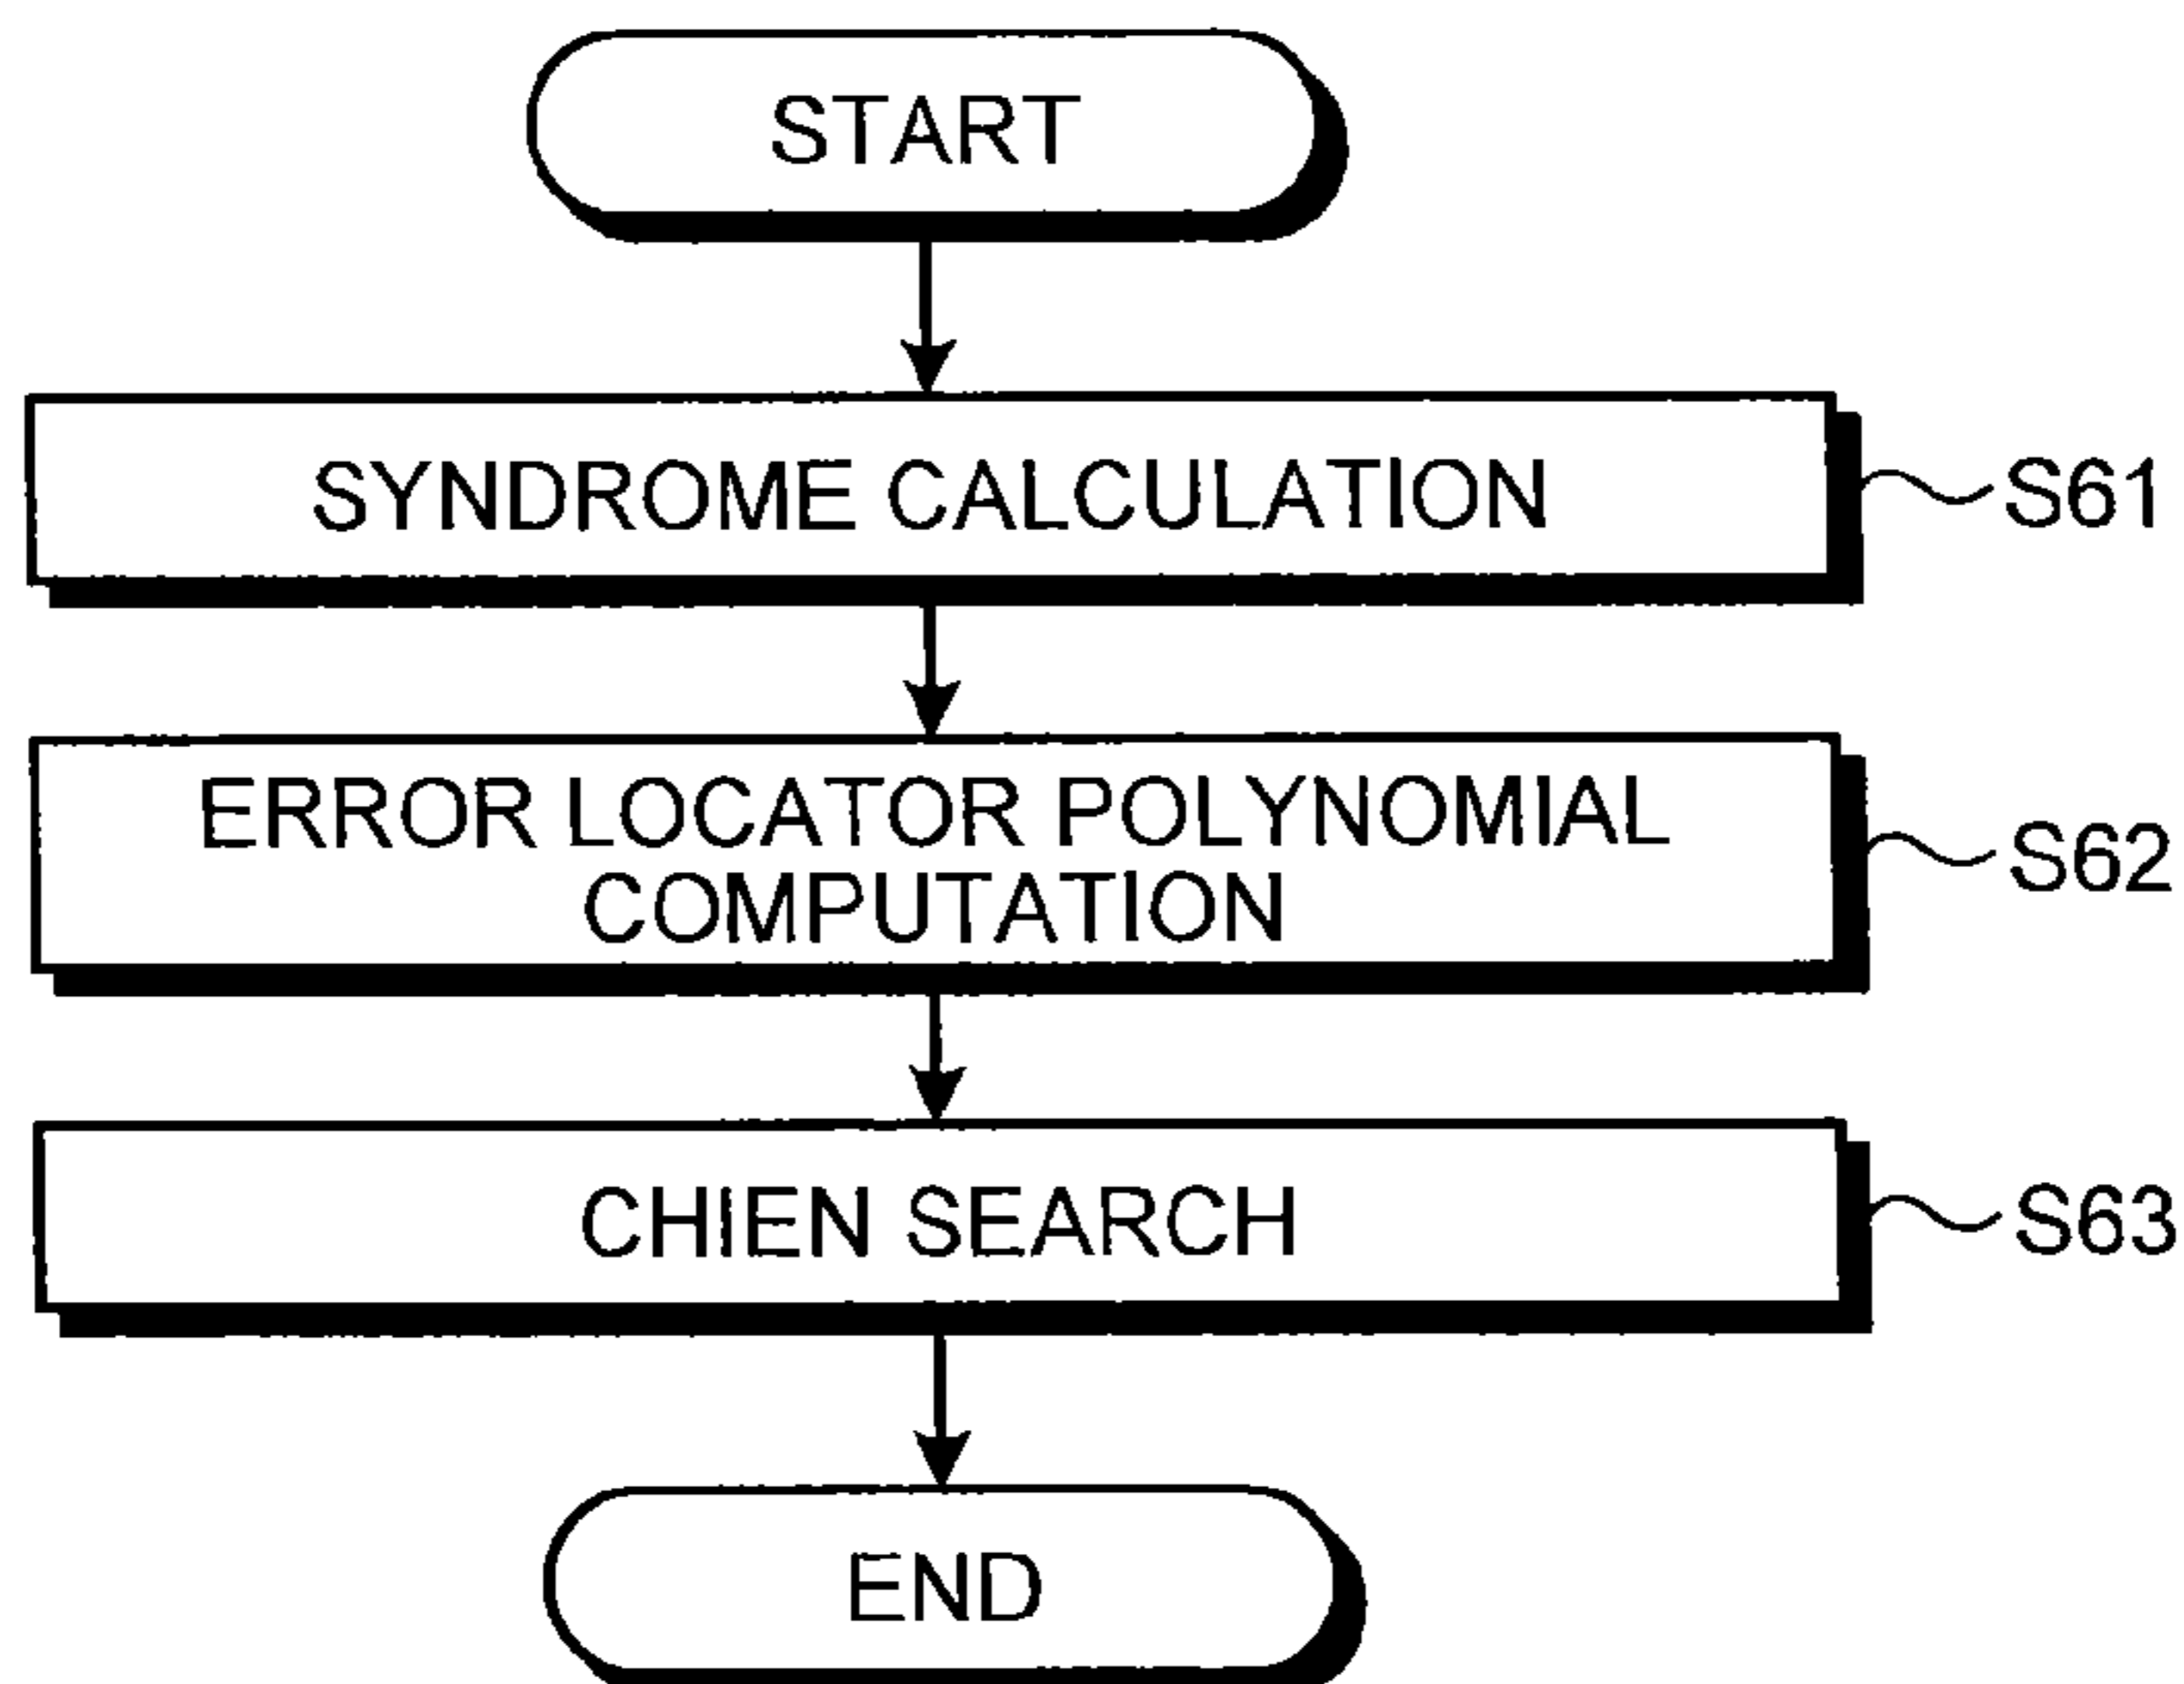 START
SYNDROME CALCULATION
S61
ERROR LOCATOR POLYNOMIAL
COMPUTATION
S62
CHIEN SEARCH
S63
END